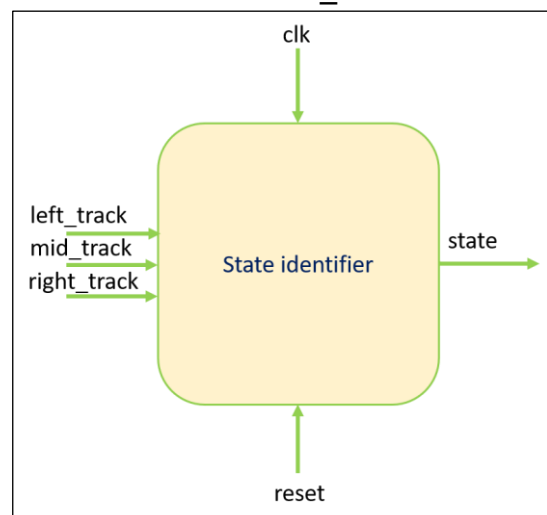 clk
left_track
mid_track
right_track
State identifier
state
reset